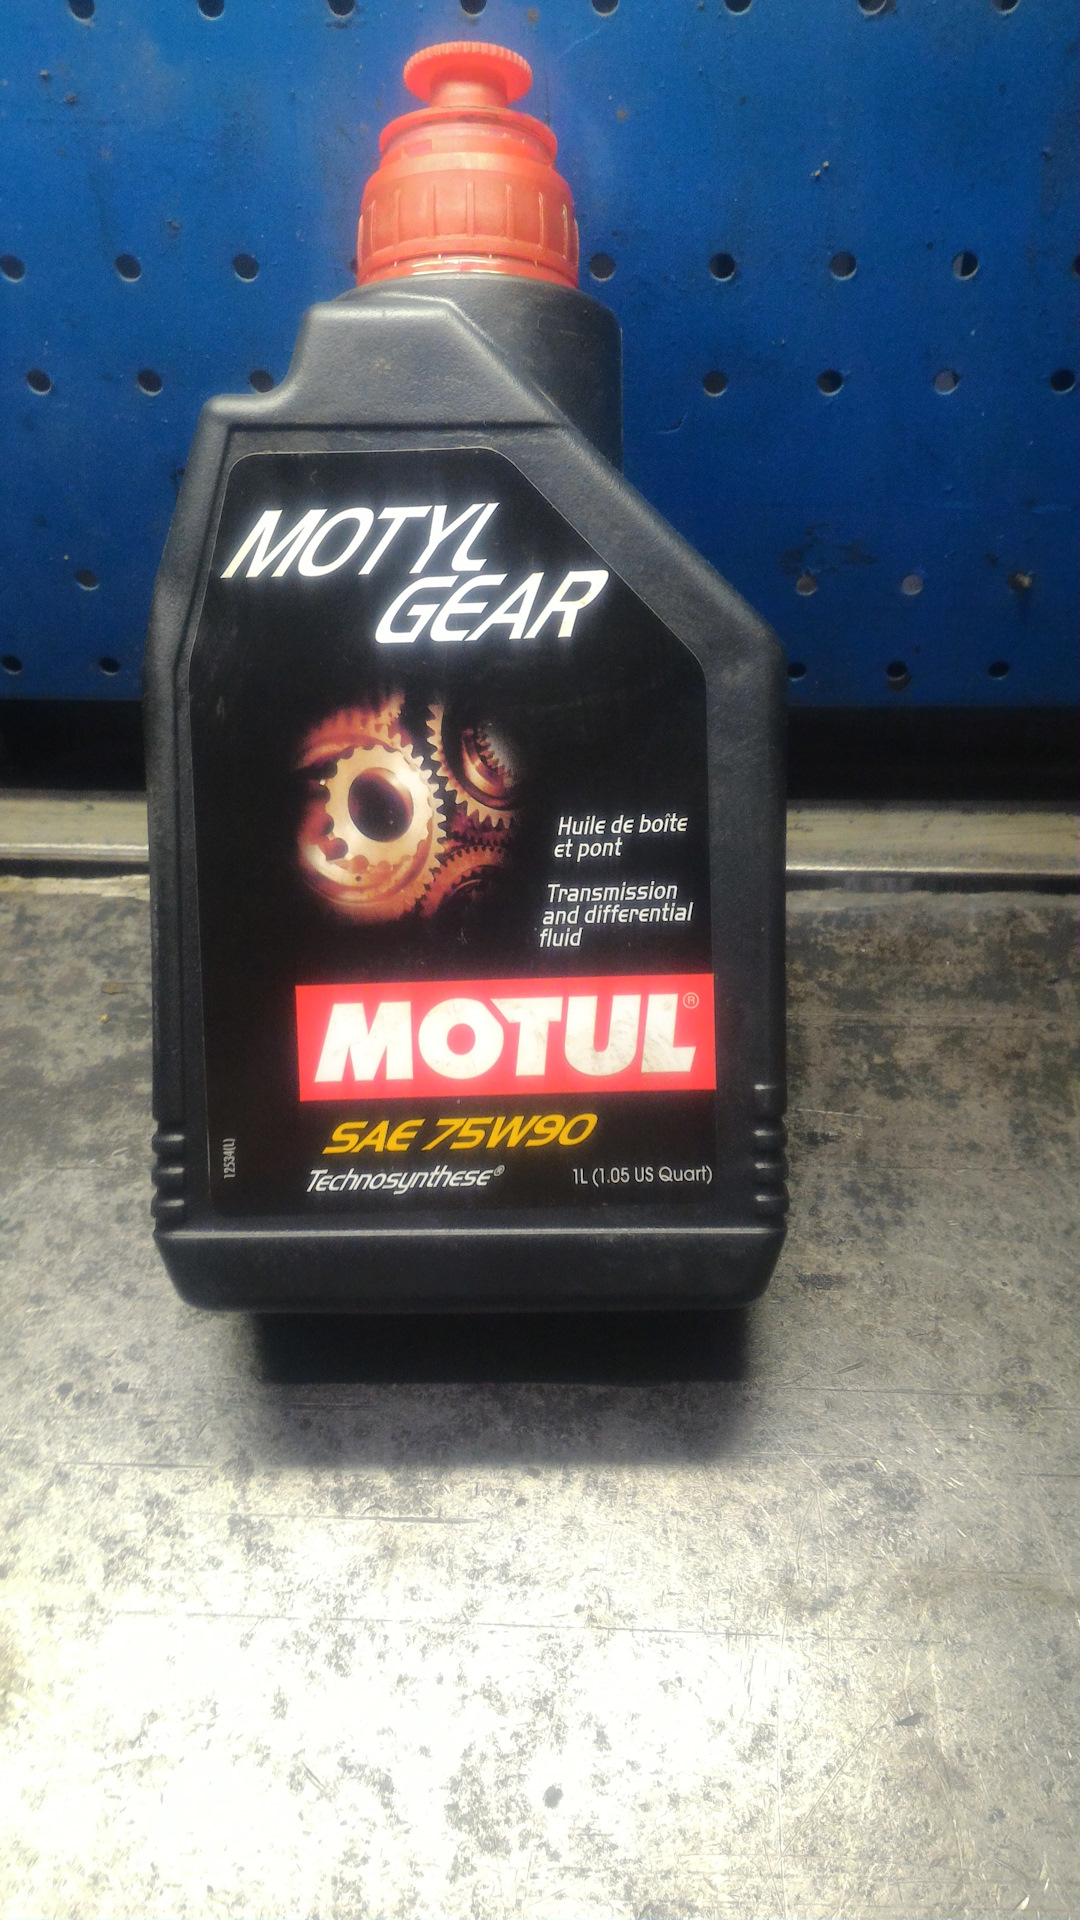 MOTYL
GEAR
Huile de boîte
et pont
Transmission
and differential
fluid
MOTUL®
SAE 75W90
Technosynthese®
1L (1.05 US Quart)
12534(L)